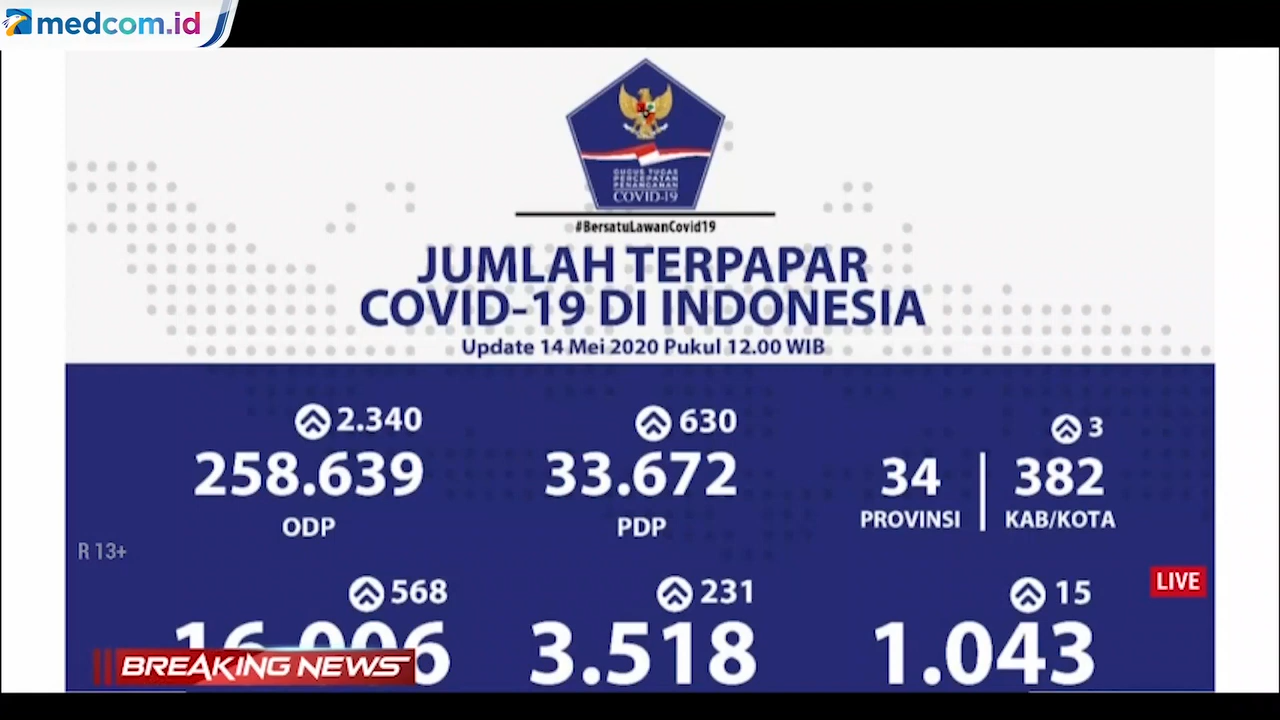 medcom.id
GUGUS TUGAS
PERCEPATAN
PENANGANAN
COVID-19
#BersatuLawanCovid19
JUMLAH TERPAPAR
COVID-19 DI INDONESIA
Update 14 Mei 2020 Pukul 12.00 WIB
2.340 630 3
258.639 33.672 34 382
ODP PDP PROVINSI KAB/KOTA
R 13+
568 231 15
LIVE
16.006 3.518 1.043
BREAKING NEWS